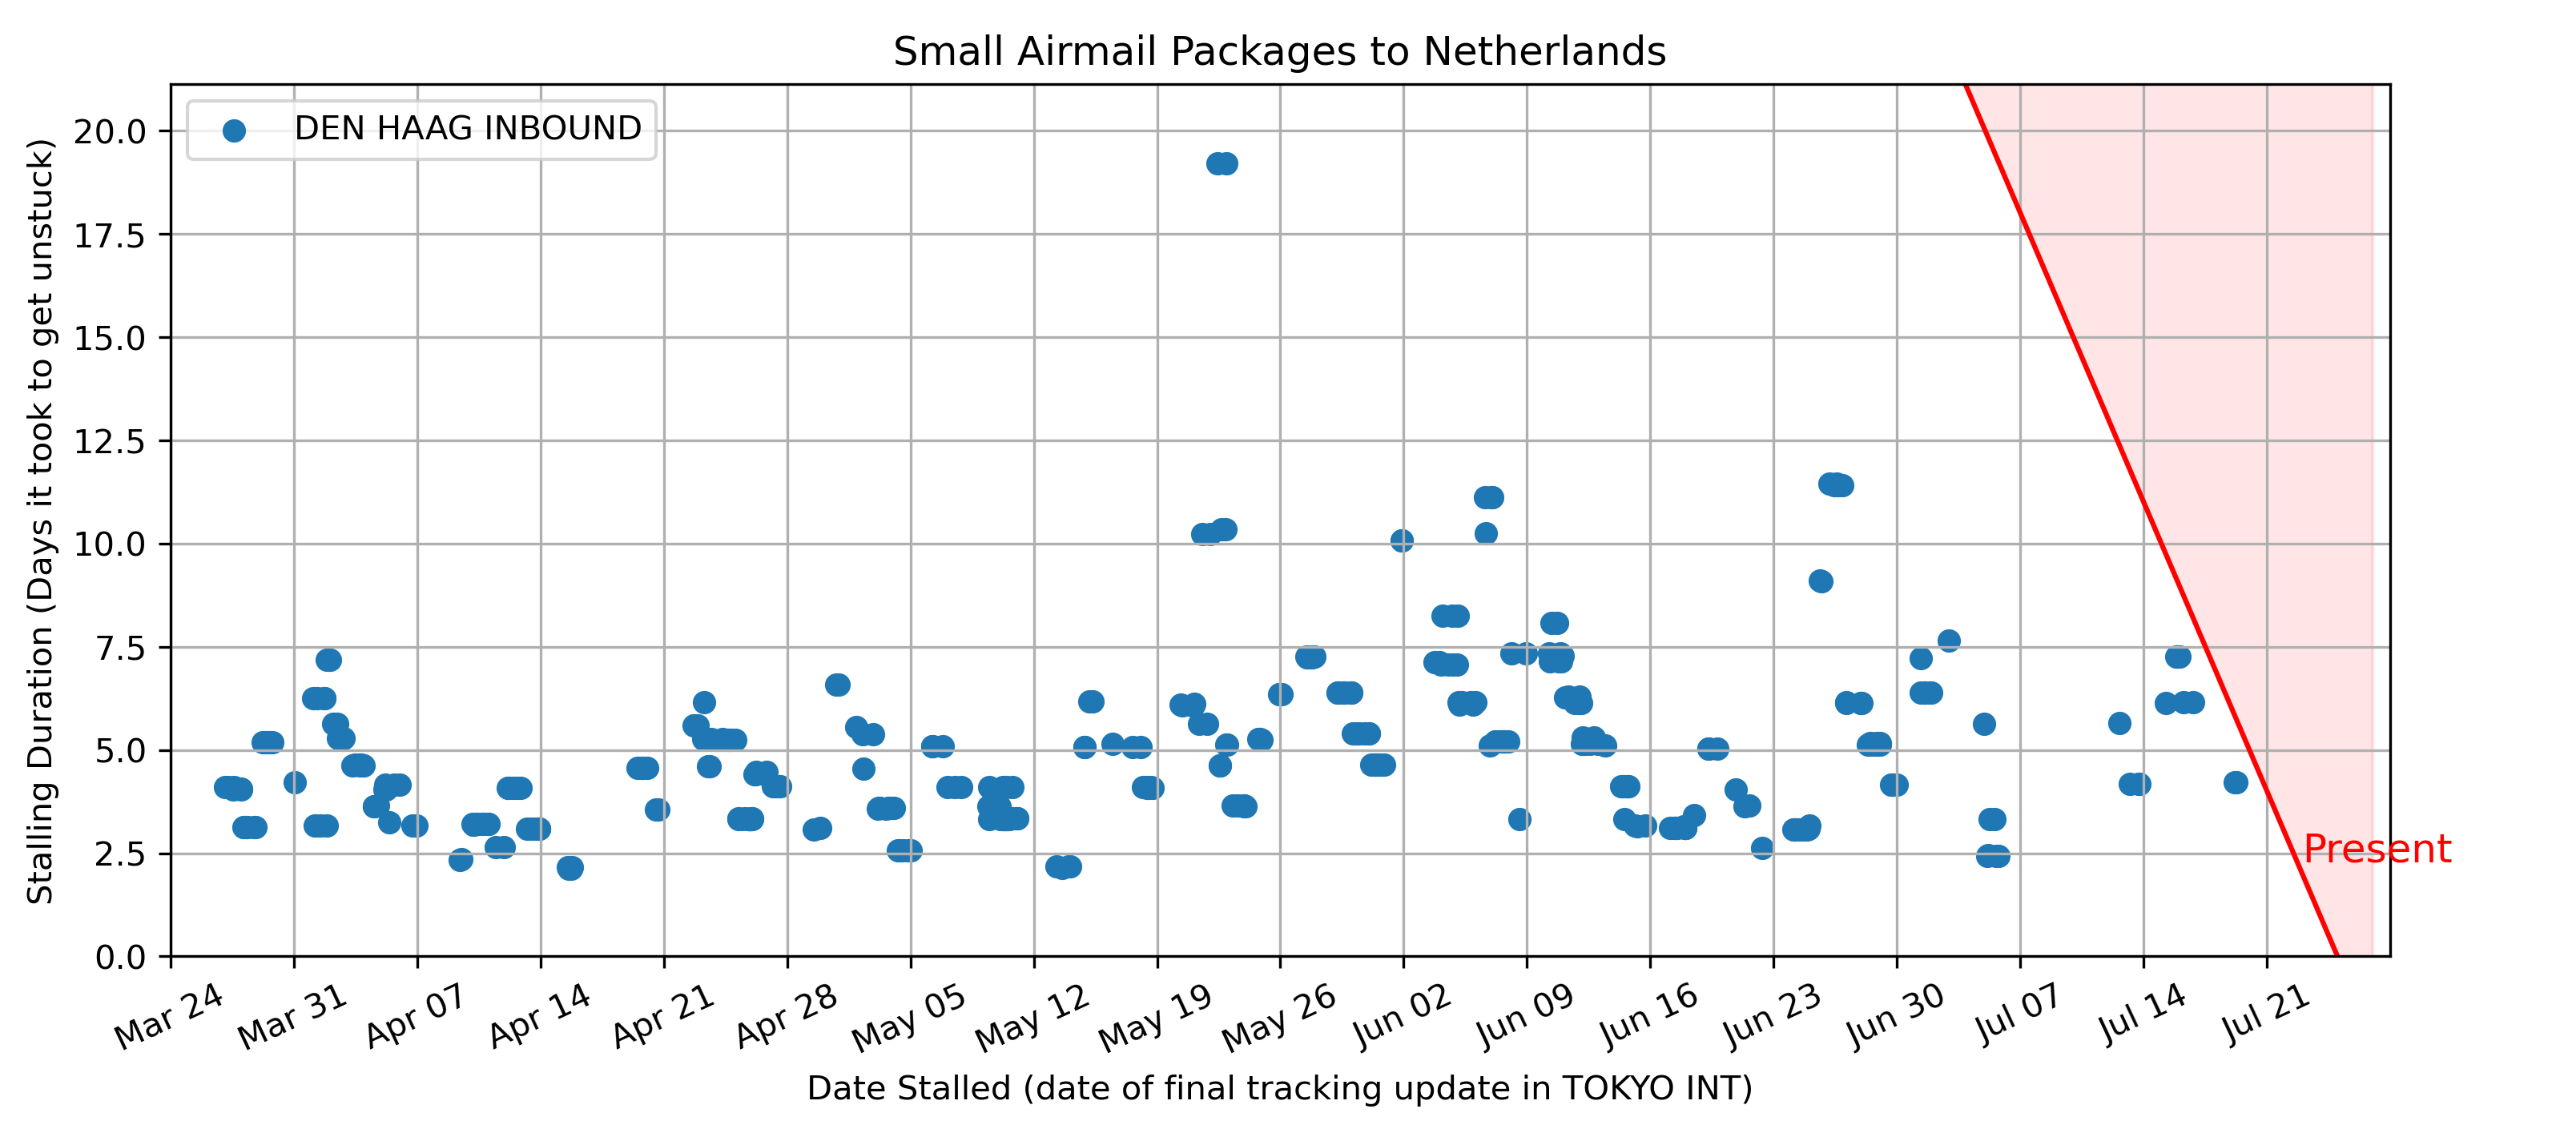 Small Airmail Packages to Netherlands
DEN HAAG INBOUND
Stalling Duration (Days it took to get unstuck)
20.0
17.5
15.0
12.5
10.0
7.5
5.0
2.5
0.0
Present
Mar 24
Mar 31
Apr 07
Apr 14
Apr 21
Apr 28
May 05
May 12
May 19
May 26
Jun 02
Jun 09
Jun 16
Jun 23
Jun 30
Jul 07
Jul 14
Jul 21
Date Stalled (date of final tracking update in TOKYO INT)